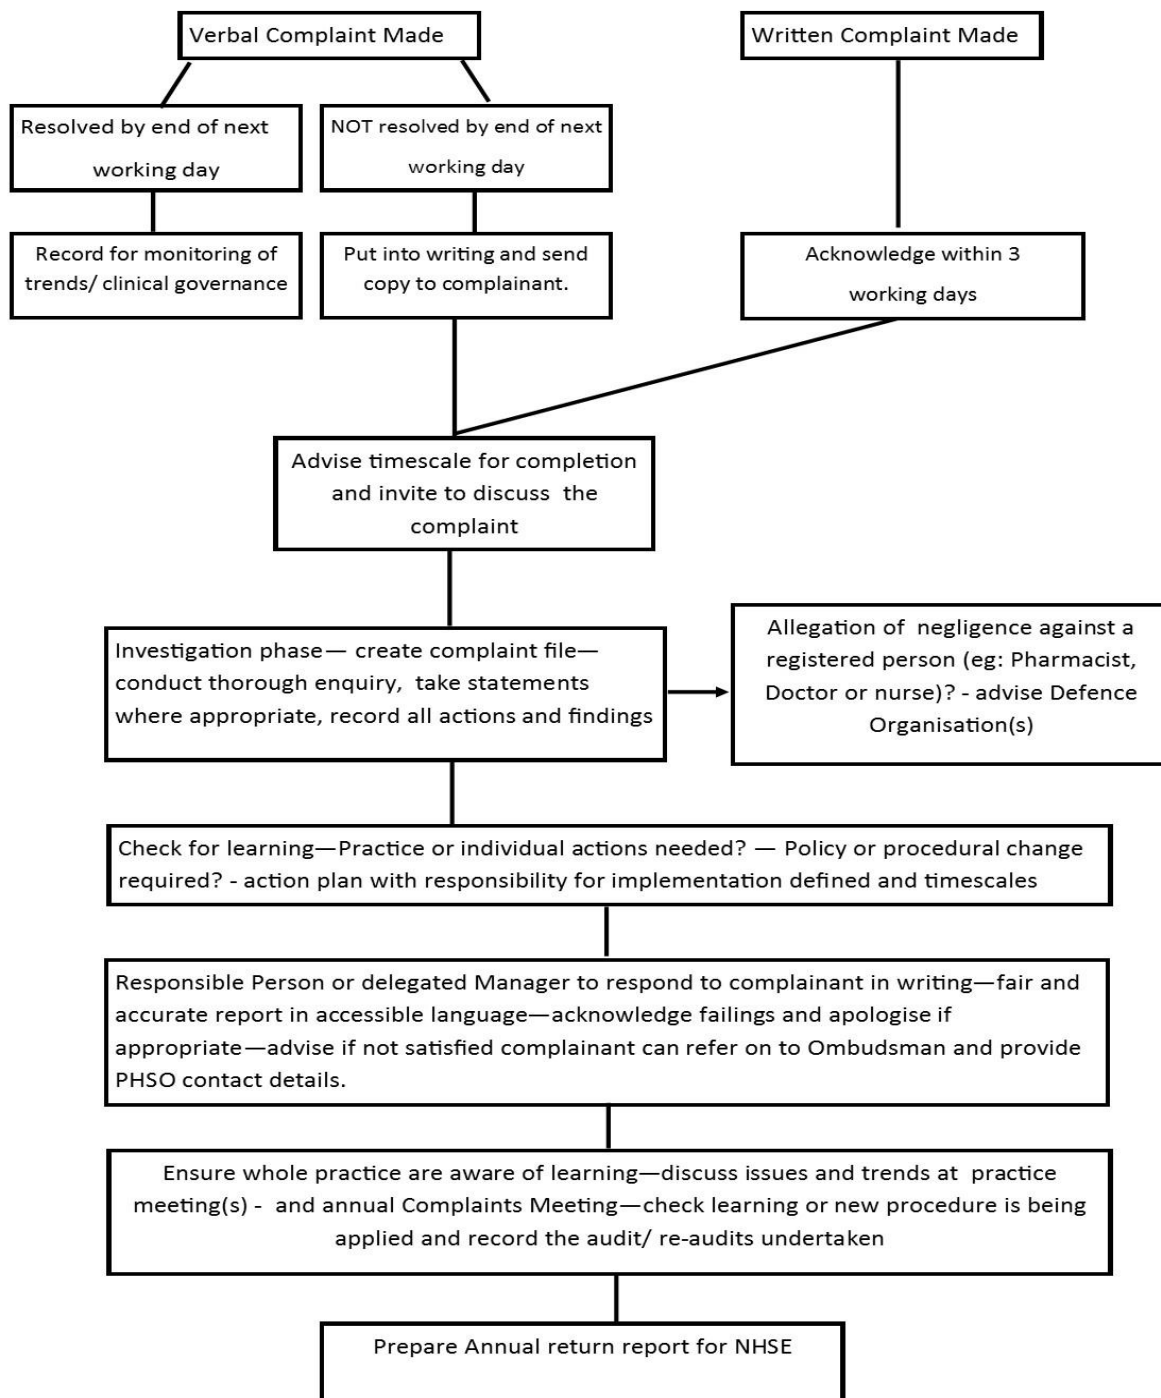 Verbal Complaint Made
Written Complaint Made
Resolved by end of next
working day
NOT resolved by end of next
working day
Record for monitoring of
trends/ clinical governance
Put into writing and send
copy to complainant.
Acknowledge within 3
working days
Advise timescale for completion
and invite to discuss the
complaint
Investigation phase— create complaint file—
conduct thorough enquiry, take statements
where appropriate, record all actions and findings
Allegation of negligence against a
registered person (eg: Pharmacist,
Doctor or nurse)? - advise Defence
Organisation(s)
Check for learning—Practice or individual actions needed? — Policy or procedural change
required? - action plan with responsibility for implementation defined and timescales
Responsible Person or delegated Manager to respond to complainant in writing—fair and
accurate report in accessible language—acknowledge failings and apologise if
appropriate—advise if not satisfied complainant can refer on to Ombudsman and provide
PHSO contact details.
Ensure whole practice are aware of learning—discuss issues and trends at practice
meeting(s) - and annual Complaints Meeting—check learning or new procedure is being
applied and record the audit/ re-audits undertaken
Prepare Annual return report for NHSE